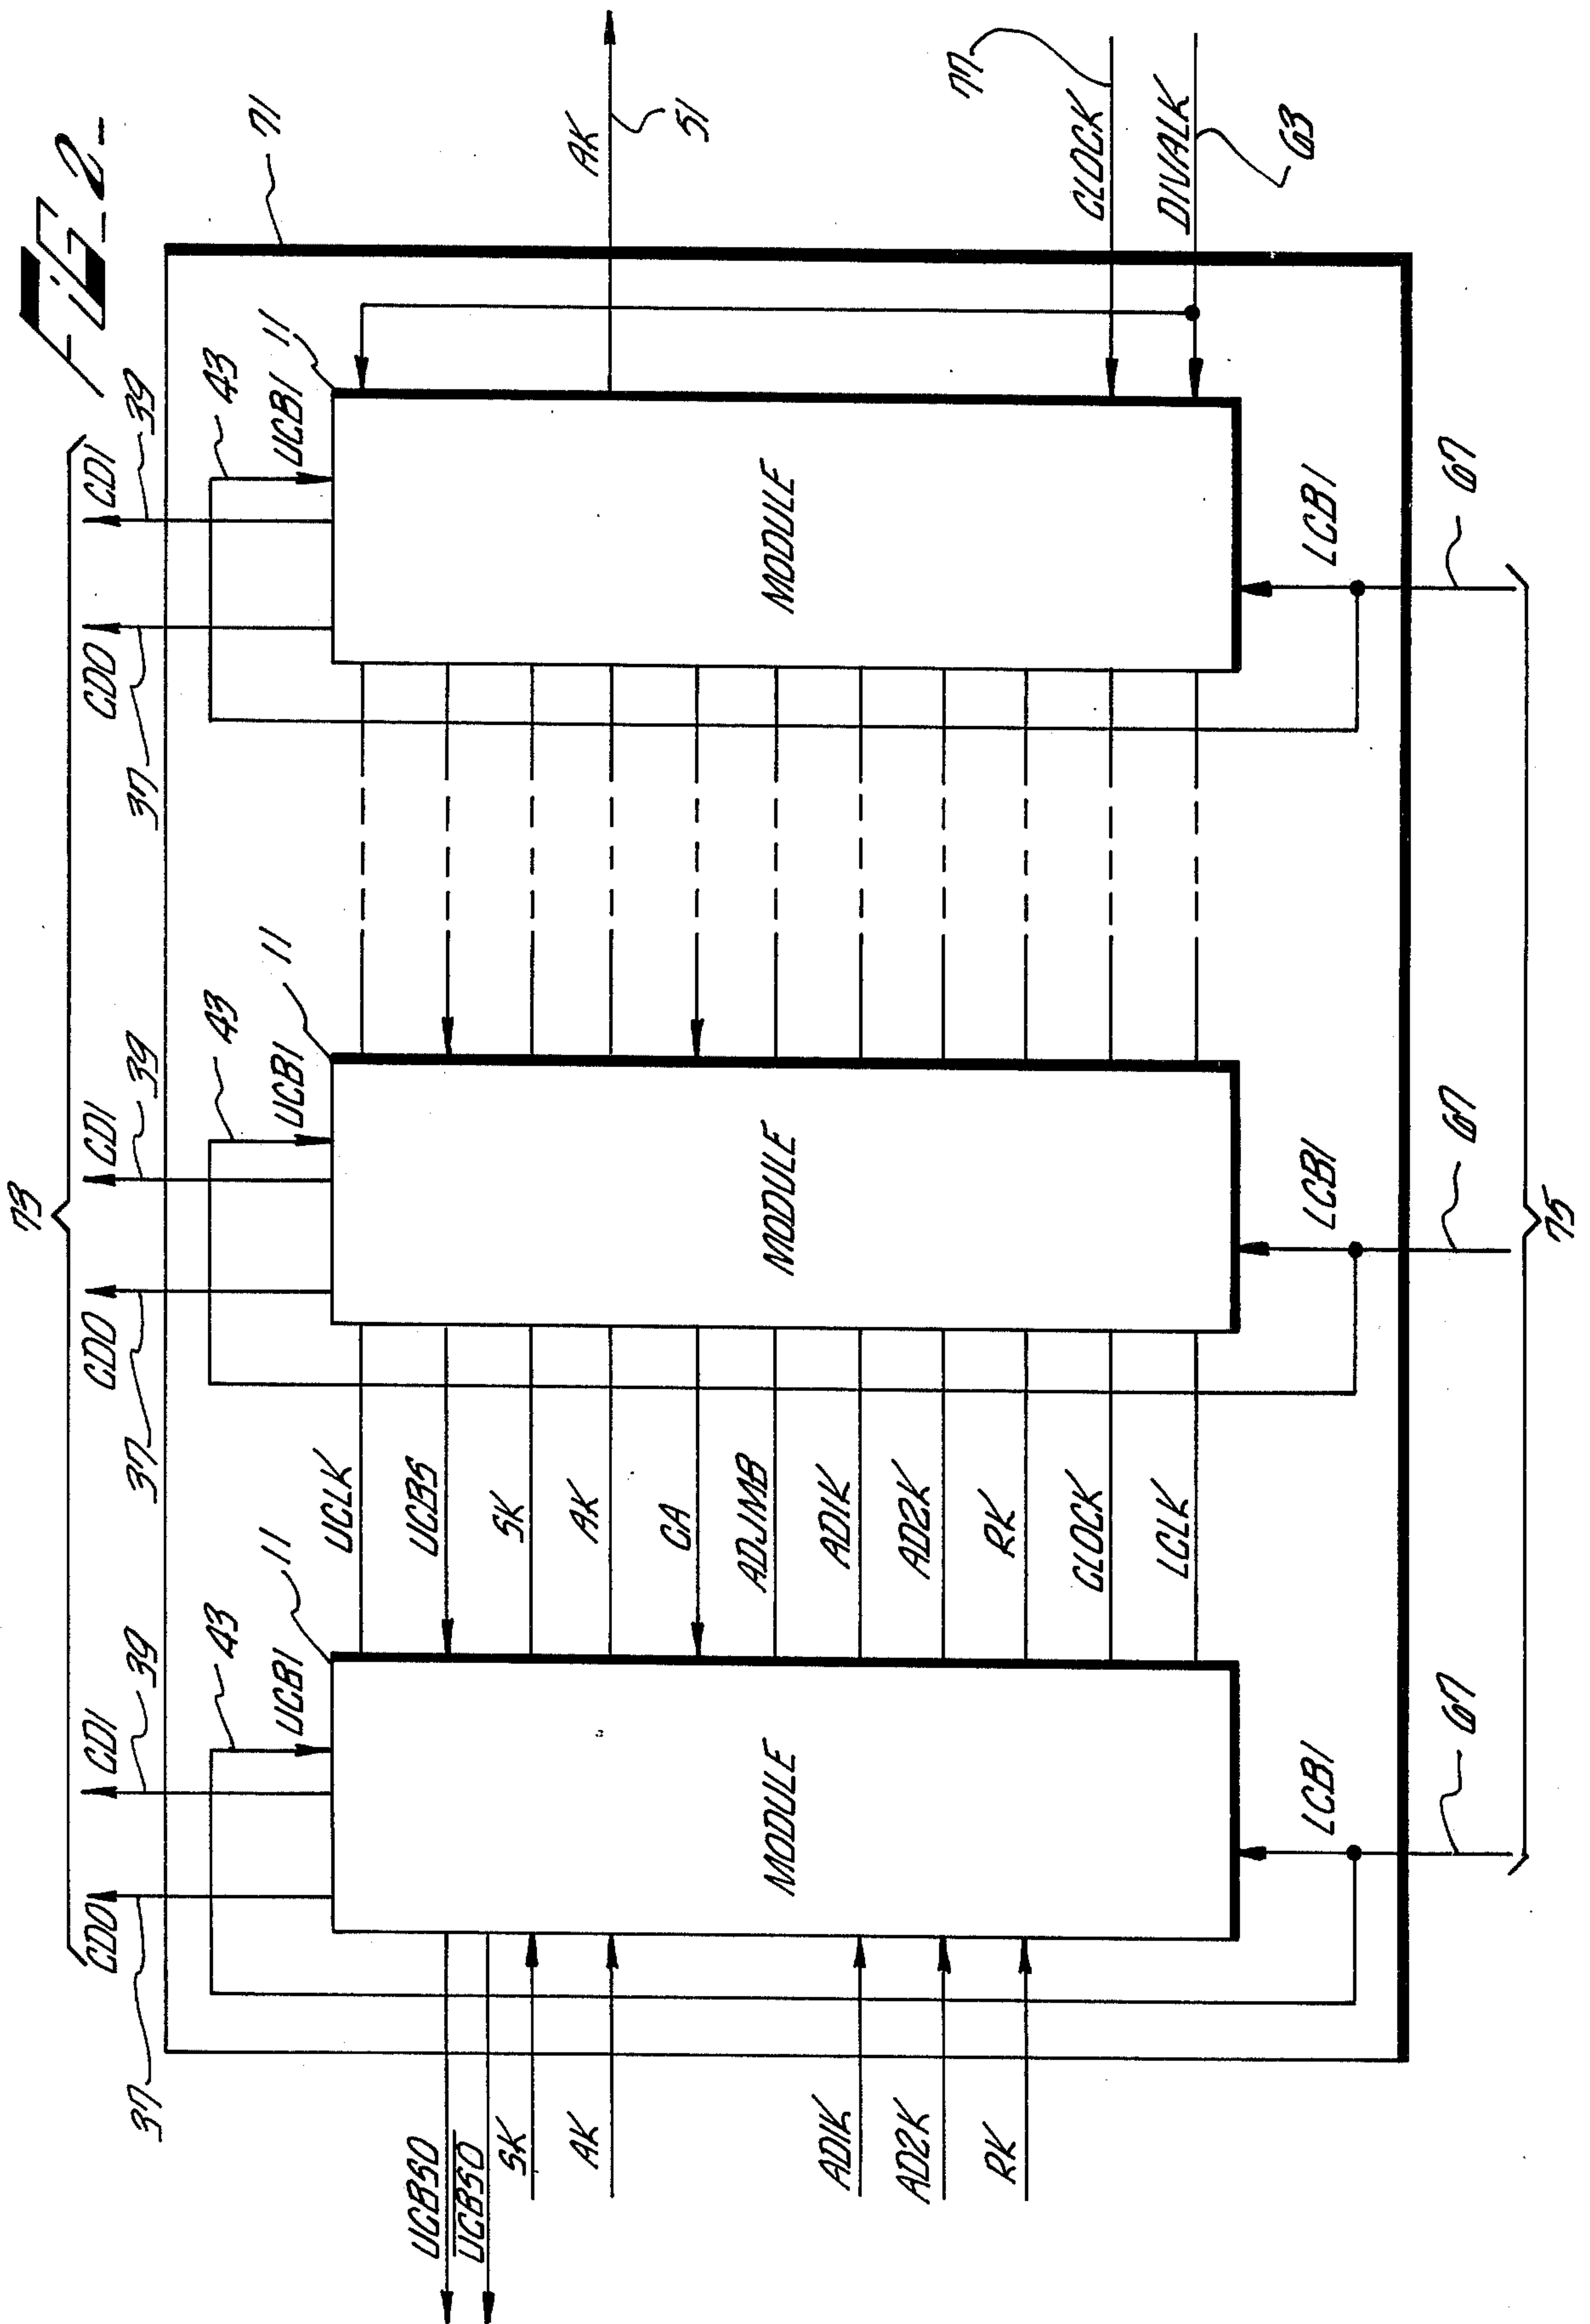 FIG_2_
73
71
CDO
CDI
CDO
CDI
CDO
CDI
37
39
37
39
37
39
43
43
43
UCBI
11
UCBI
11
UCBI
11
UCBSO
UCBSO
SK
AK
AD1K
AD2K
RK
MODULE
UCLK
UCBS
SK
AK
CA
ADJMB
AD1K
AD2K
RK
CLOCK
LCLK
MODULE
MODULE
AK
51
CLOCK
77
DIVALK
63
LCBI
LCBI
LCBI
67
67
67
75